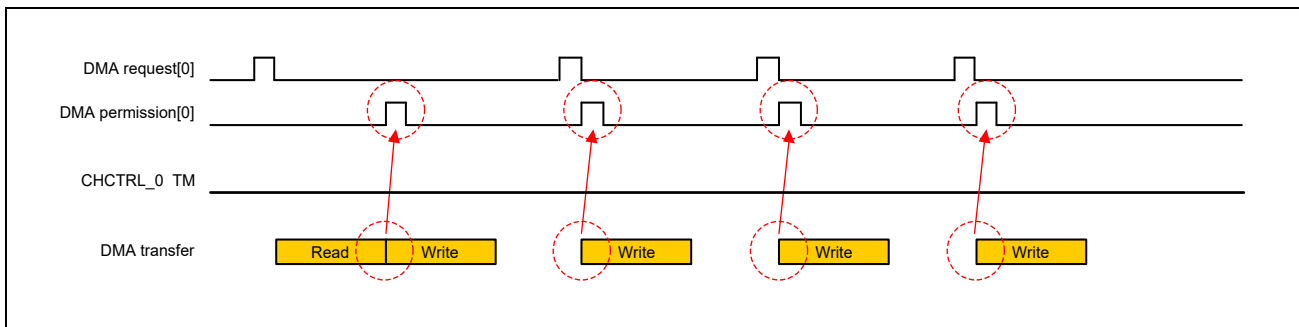 DMA request[0]
DMA permission[0]
CHCTRL_0 TM
DMA transfer
Read Write Write Write Write